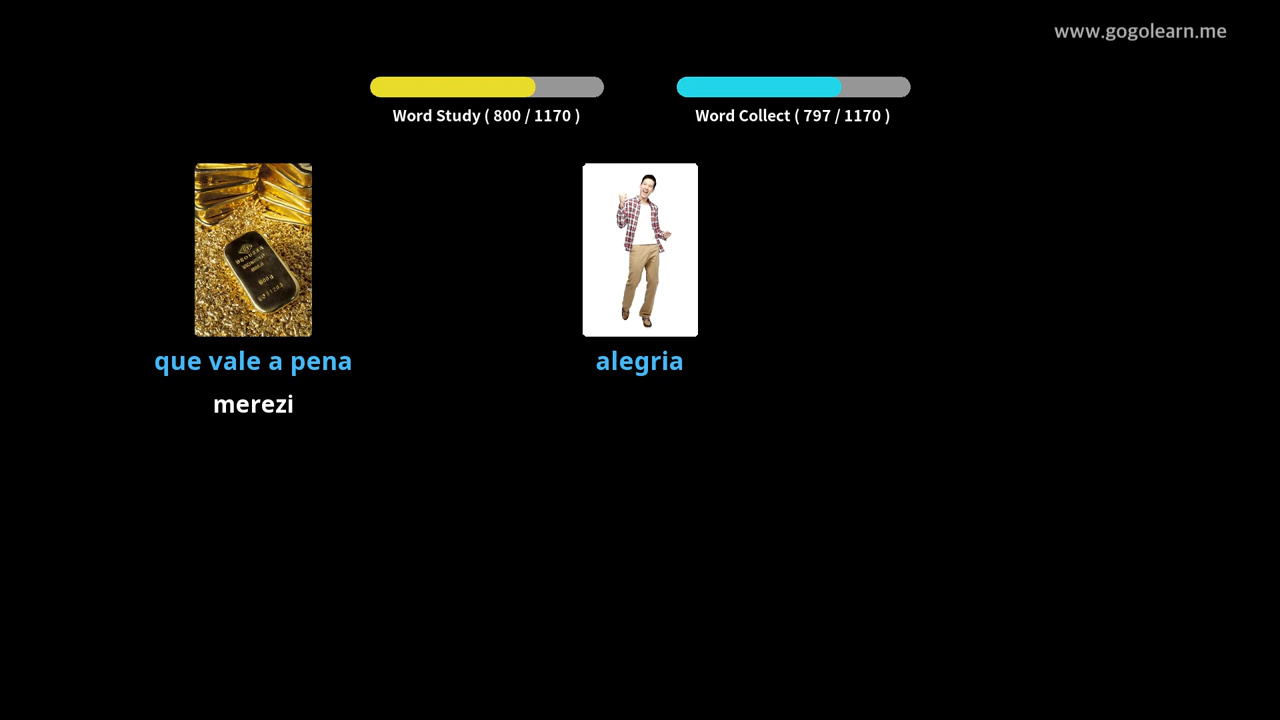 www.gogolearn.me
Word Study ( 800 / 1170 )
Word Collect ( 797 / 1170 )
que vale a pena
alegria
merezi